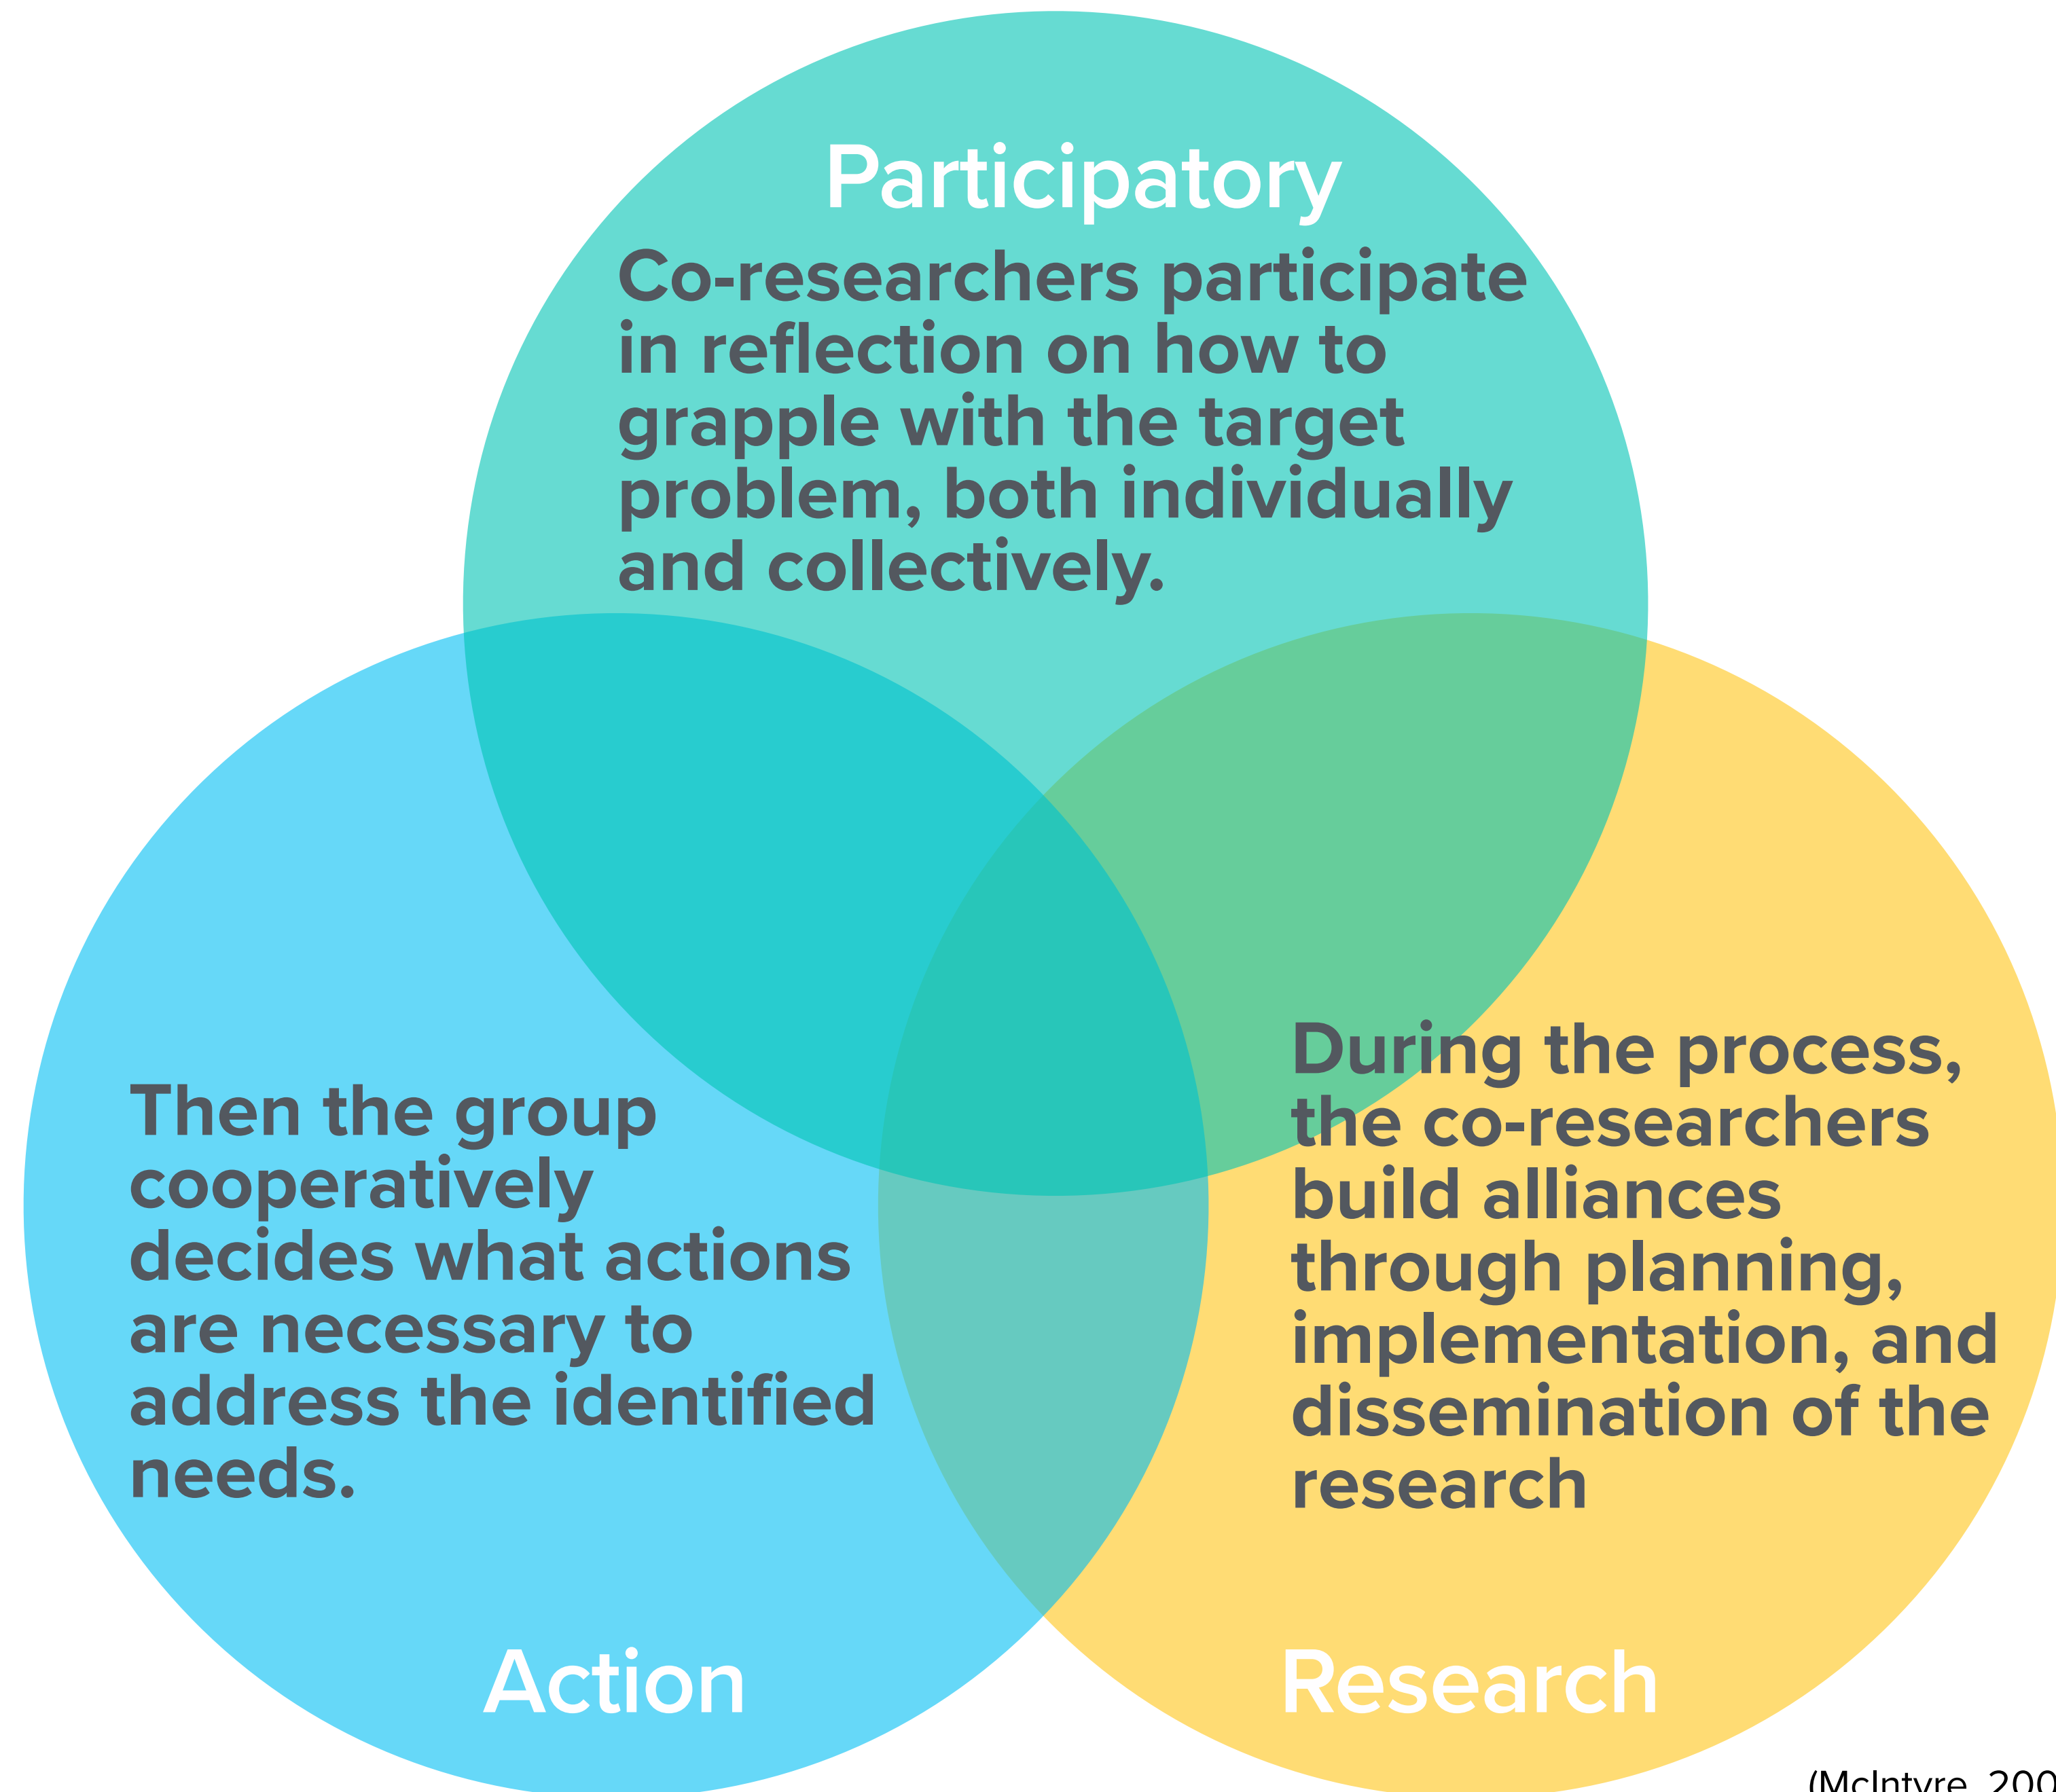 Participatory
Co-researchers participate
in reflection on how to
grapple with the target
problem, both individually
and collectively.
Then the group
cooperatively
decides what actions
are necessary to
address the identified
needs.
During the process,
the co-researchers
build alliances
through planning,
implementation, and
dissemination of the
research
Action
Research
(McIntyre,